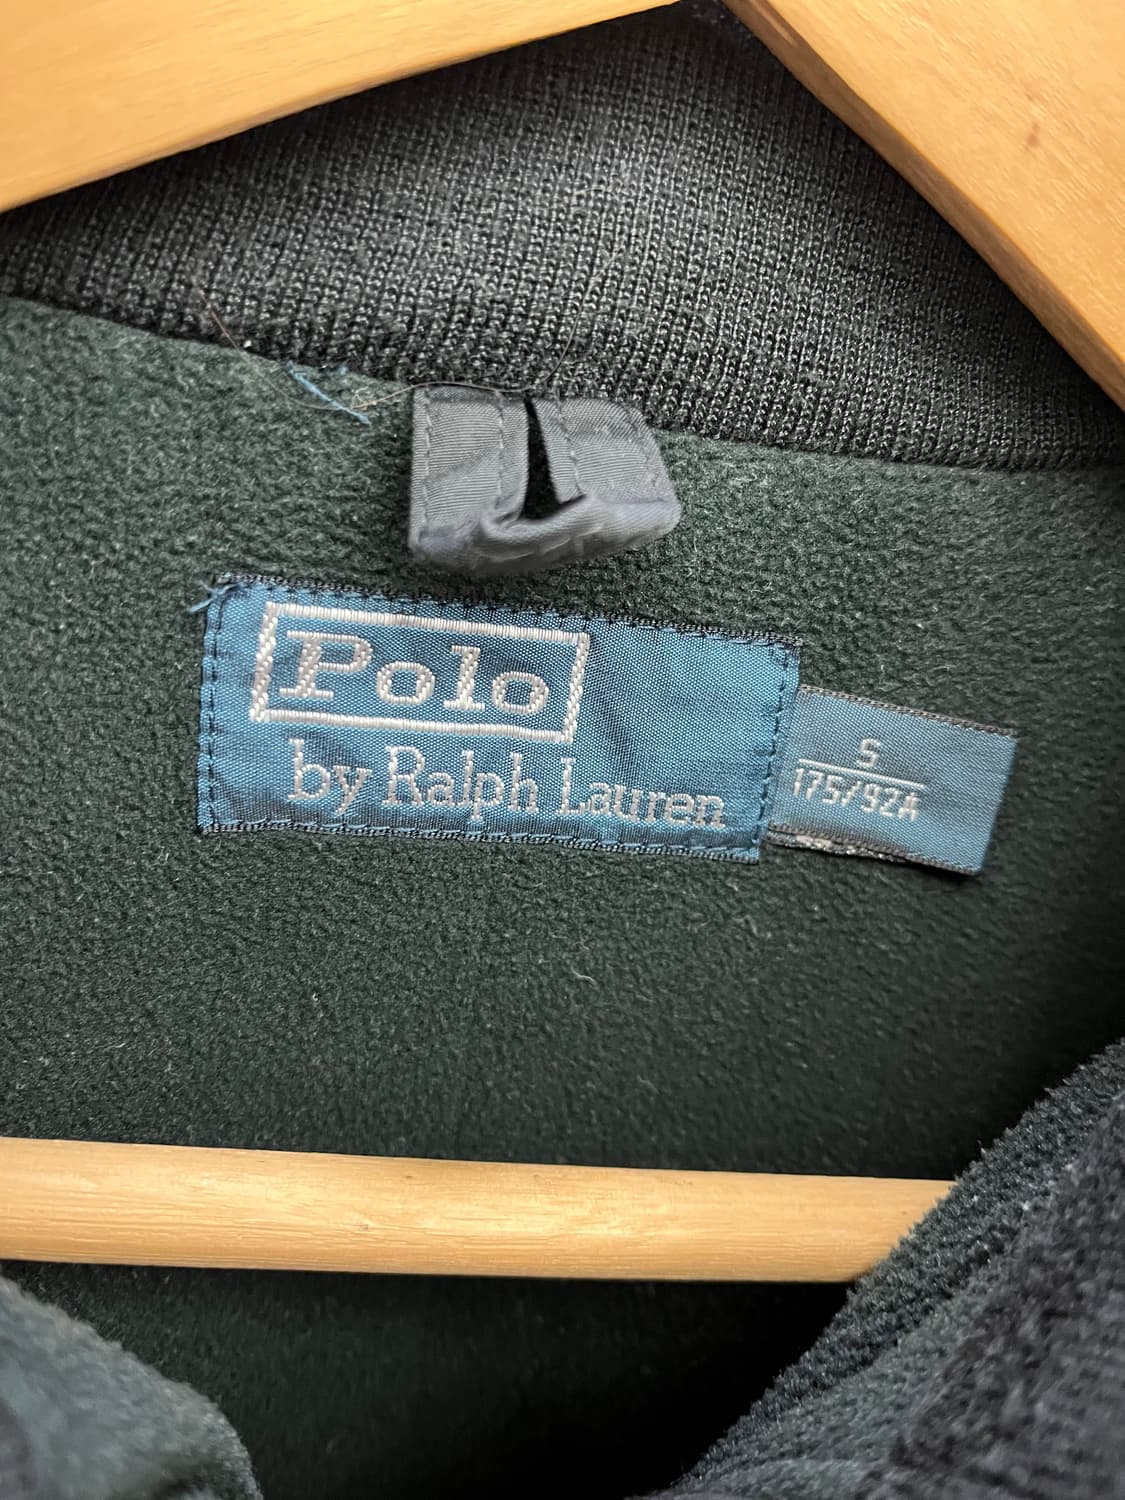 Polo
by Ralph Lauren
S
175/92A